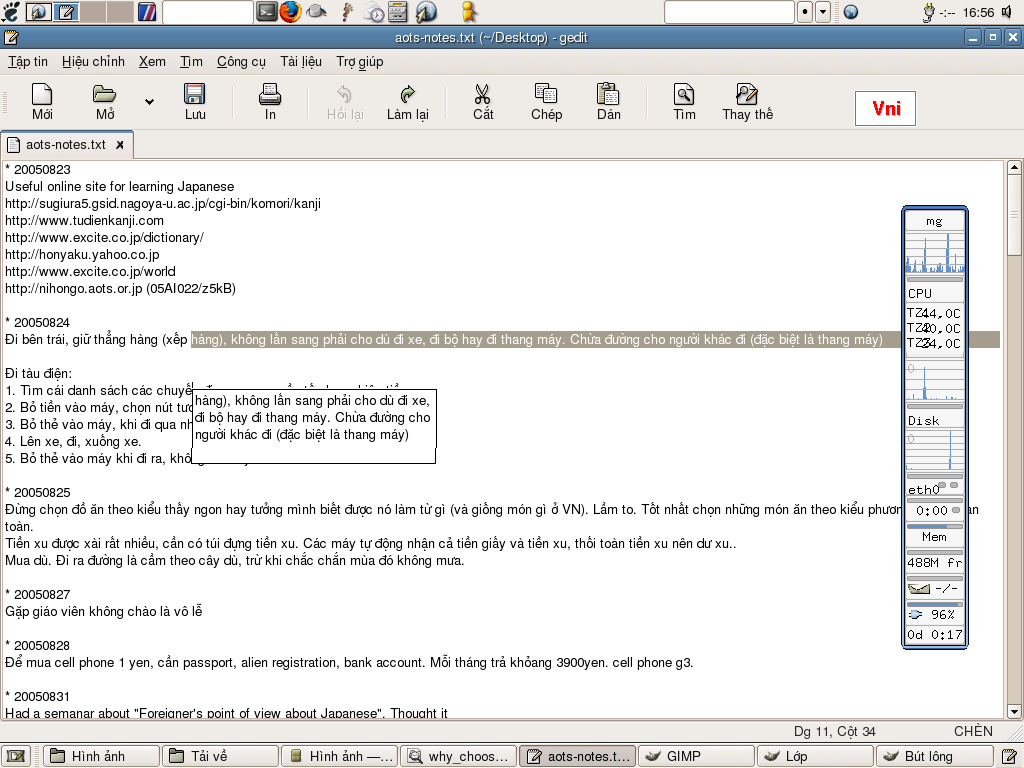 -:-- 16:56
aots-notes.txt (~/Desktop) - gedit
Tập tin Hiệu chỉnh Xem Tìm Công cụ Tài liệu Trợ giúp
Mới Mở Lưu In Hồi lại Làm lại Cắt Chép Dán Tìm Thay thế
Vni
aots-notes.txt
* 20050823
Useful online site for learning Japanese
http://sugiura5.gsid.nagoya-u.ac.jp/cgi-bin/komori/kanji
http://www.tudienkanji.com
http://www.excite.co.jp/dictionary/
http://honyaku.yahoo.co.jp
http://www.excite.co.jp/world
http://nihongo.aots.or.jp (05AI022/z5kB)
* 20050824
Đi bên trái, giữ thẳng hàng (xếp hàng), không lấn sang phải cho dù đi xe, đi bộ hay đi thang máy. Chừa đường cho người khác đi (đặc biệt là thang máy)
Đi tàu điện:
1. Tìm cái danh sách các chuyế
2. Bỏ tiền vào máy, chọn nút
3. Bỏ thẻ vào máy, khi đi qua
4. Lên xe, đi, xuống xe.
5. Bỏ thẻ vào máy khi đi ra,
hàng), không lấn sang phải cho dù đi xe,
đi bộ hay đi thang máy. Chừa đường cho
người khác đi (đặc biệt là thang máy)
* 20050825
Đừng chọn đồ ăn theo kiểu thấy ngon hay tưởng mình biết được nó làm từ gì (và giống món gì ở VN). Lầm to. Tốt nhất chọn những món ăn theo kiểu
toàn.
Tiền xu được xài rất nhiều, cần có túi đựng tiền xu. Các máy tự động nhận cả tiền giấy và tiền xu, thối toàn tiền xu nên dư xu..
Mua dù. Đi ra đường là cầm theo cây dù, trừ khi chắc chắn mùa đó không mưa.
* 20050827
Gặp giáo viên không chào là vô lễ
* 20050828
Để mua cell phone 1 yen, cần passport, alien registration, bank account. Mỗi tháng trả khỏang 3900yen. cell phone g3.
* 20050831
Had a semanar about "Foreigner's point of view about Japanese". Thought it
mg
CPU
TZ 44.0C
TZ 40.0C
TZ 34.0C
0
Disk
0
eth0
0:00
Mem
488M fr
-/-
96%
0d 0:17
Dg 11, Cột 34 CHÈN
Hình ảnh Tải về Hình ảnh —... why_choos... aots-notes.t... GIMP Lớp Bút lông